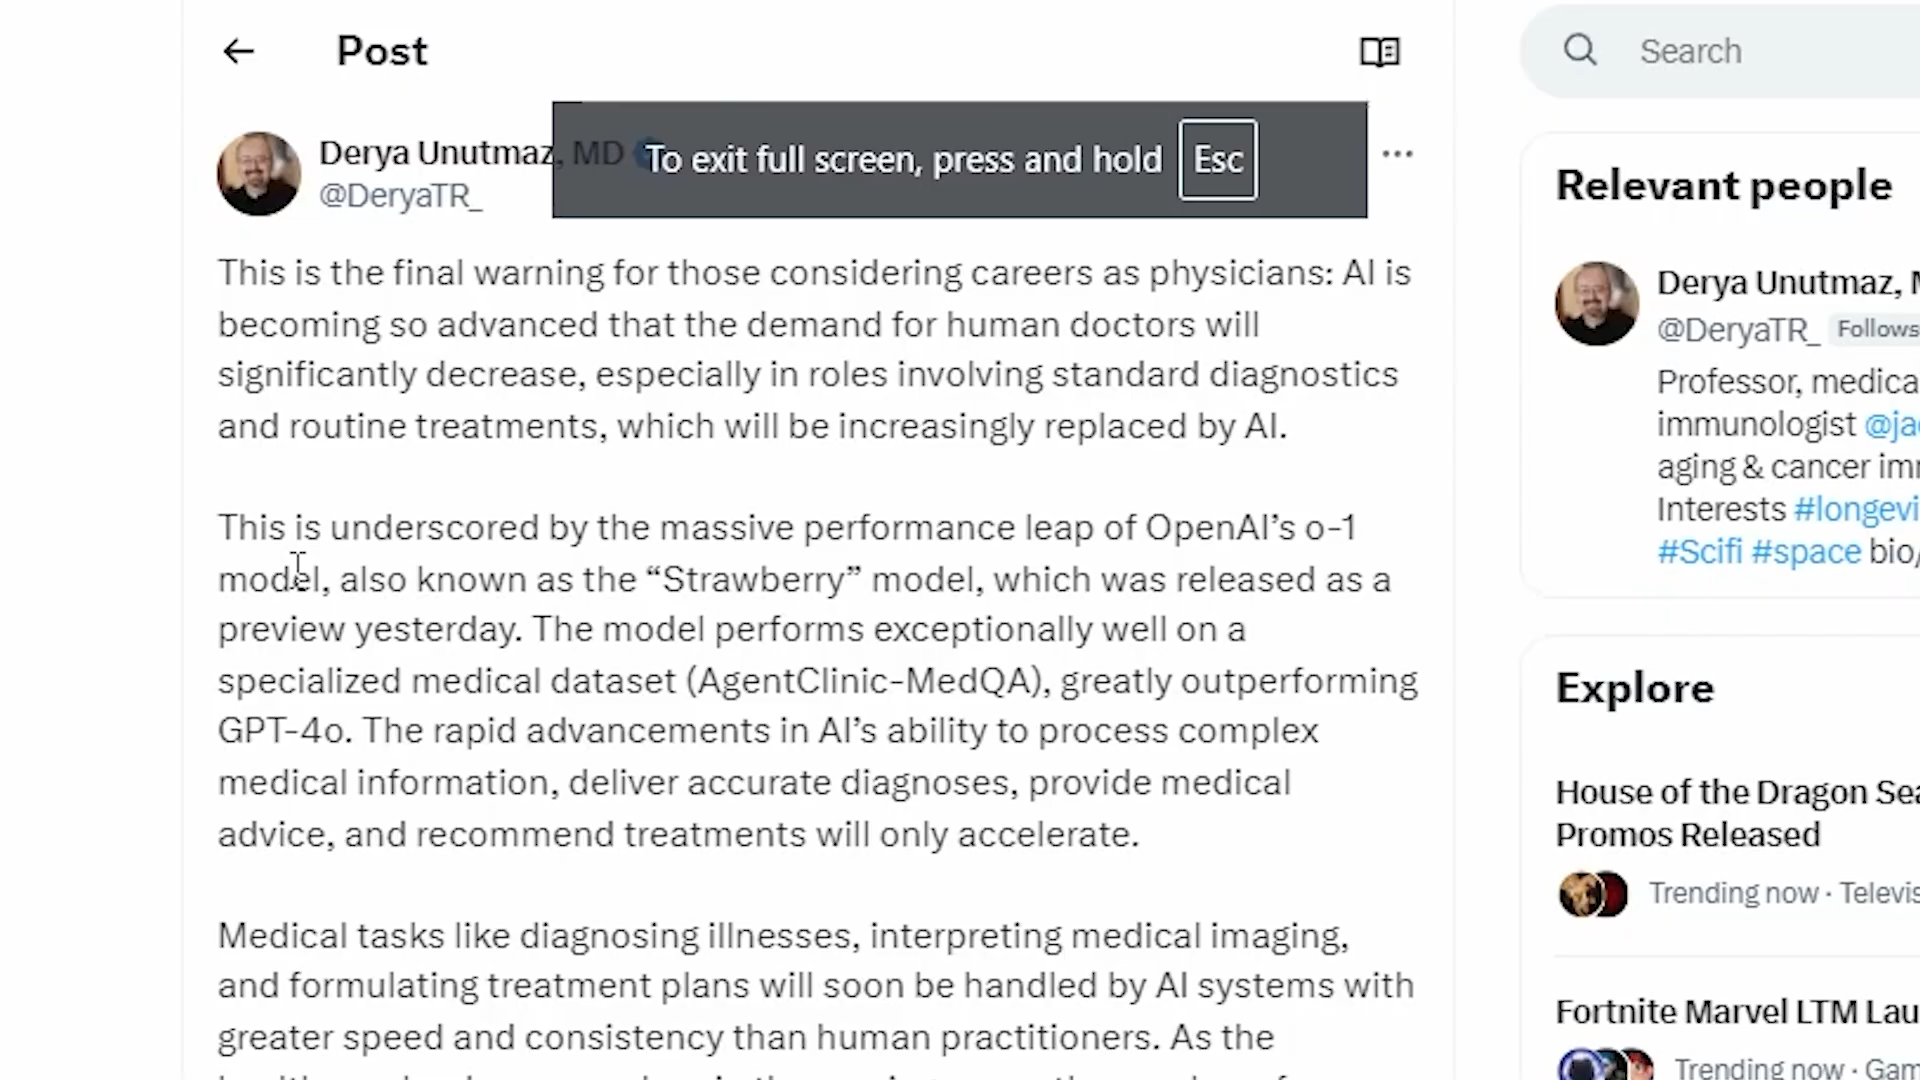 Post
Search
Derya Unutmaz, MD
@DeryaTR_
To exit full screen, press and hold Esc
This is the final warning for those considering careers as physicians: AI is
becoming so advanced that the demand for human doctors will
significantly decrease, especially in roles involving standard diagnostics
and routine treatments, which will be increasingly replaced by AI.
This is underscored by the massive performance leap of OpenAI’s o-1
model, also known as the “Strawberry” model, which was released as a
preview yesterday. The model performs exceptionally well on a
specialized medical dataset (AgentClinic-MedQA), greatly outperforming
GPT-4o. The rapid advancements in AI’s ability to process complex
medical information, deliver accurate diagnoses, provide medical
advice, and recommend treatments will only accelerate.
Medical tasks like diagnosing illnesses, interpreting medical imaging,
and formulating treatment plans will soon be handled by AI systems with
greater speed and consistency than human practitioners. As the
Relevant people
Derya Unutmaz,
@DeryaTR_ Follows
Professor, medica
immunologist @ja
aging & cancer im
Interests #longevi
#Scifi #space bio/
Explore
House of the Dragon Sea
Promos Released
Trending now · Televis
Fortnite Marvel LTM Lau
Trending now · Gam